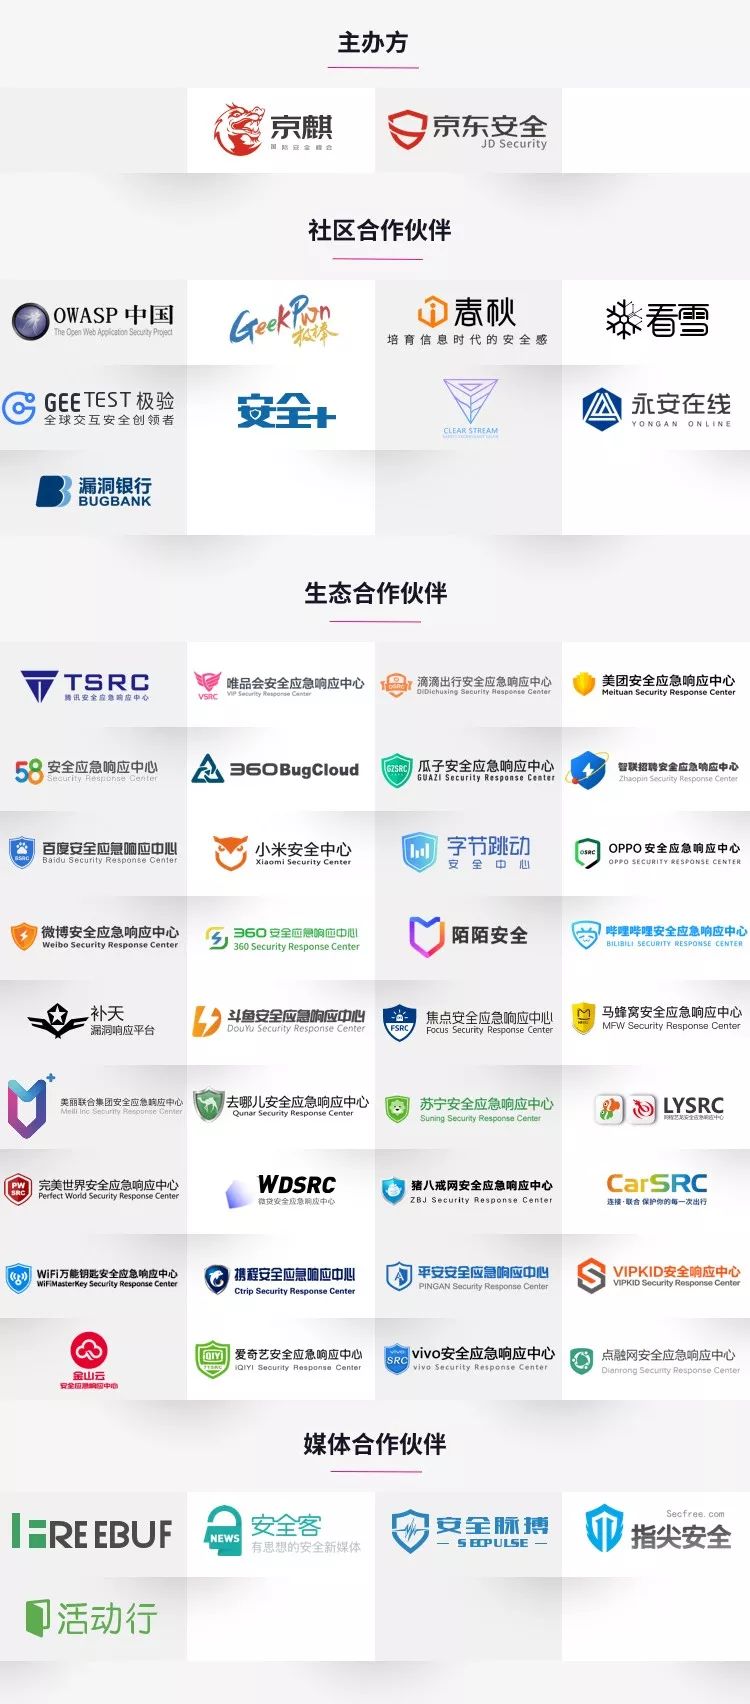 主办方
京麒
国际安全峰会
京东安全
JD Security
社区合作伙伴
OWASP 中国
The Open Web Application Security Project
GeekPwn
极棒
春秋
培育信息时代的安全感
看雪
GEETEST 极验
全球交互安全创领者
安全+
CLEAR STREAM
永安在线
YONGAN ONLINE
漏洞银行
BUGBANK
生态合作伙伴
TSRC
腾讯安全应急响应中心
VSRC
唯品会安全应急响应中心
VIP Security Response Center
DSRC
滴滴出行安全应急响应中心
DiDichuxing Security Response Center
美团安全应急响应中心
Meituan Security Response Center
58 安全应急响应中心
Security Response Center
360BugCloud
GZSRC
瓜子安全应急响应中心
GUAZI Security Response Center
智联招聘安全应急响应中心
Zhaopin Security Response Center
BSRC
百度安全应急响应中心
Baidu Security Response Center
小米安全中心
Xiaomi Security Center
字节跳动
安全中心
OSRC
OPPO 安全应急响应中心
OPPO SECURITY RESPONSE CENTER
微博安全应急响应中心
Weibo Security Response Center
360 安全应急响应中心
360 Security Response Center
陌陌安全
哔哩哔哩安全应急响应中心
BILIBILI SECURITY RESPONSE CENTER
补天
漏洞响应平台
斗鱼安全应急响应中心
DouYu Security Response Center
FSRC
焦点安全应急响应中心
Focus Security Response Center
马蜂窝安全应急响应中心
MFW Security Response Center
美丽联合集团安全应急响应中心
Meili Inc Security Response Center
去哪儿安全应急响应中心
Qunar Security Response Center
苏宁安全应急响应中心
Suning Security Response Center
LYSRC
同程艺龙安全应急响应中心
PW
SRC
完美世界安全应急响应中心
Perfect World Security Response Center
WDSRC
微贷安全应急响应中心
猪八戒网安全应急响应中心
ZBJ Security Response Center
CarSRC
连接·联合 保护你的每一次出行
WiFi万能钥匙安全应急响应中心
WiFiMasterKey Security Response Center
携程安全应急响应中心
Ctrip Security Response Center
平安安全应急响应中心
PINGAN Security Response Center
VIPKID安全响应中心
VIPKID Security Response Center
金山云
安全应急响应中心
iQIYI
71SRC
爱奇艺安全应急响应中心
iQIYI Security Response Center
vivo
SRC
vivo安全应急响应中心
vivo Security Response Center
点融网安全应急响应中心
Dianrong Security Response Center
媒体合作伙伴
FREEBUF
NEWS
安全客
有思想的安全新媒体
安全脉搏
SECPULSE
Secfree.com
指尖安全
活动行